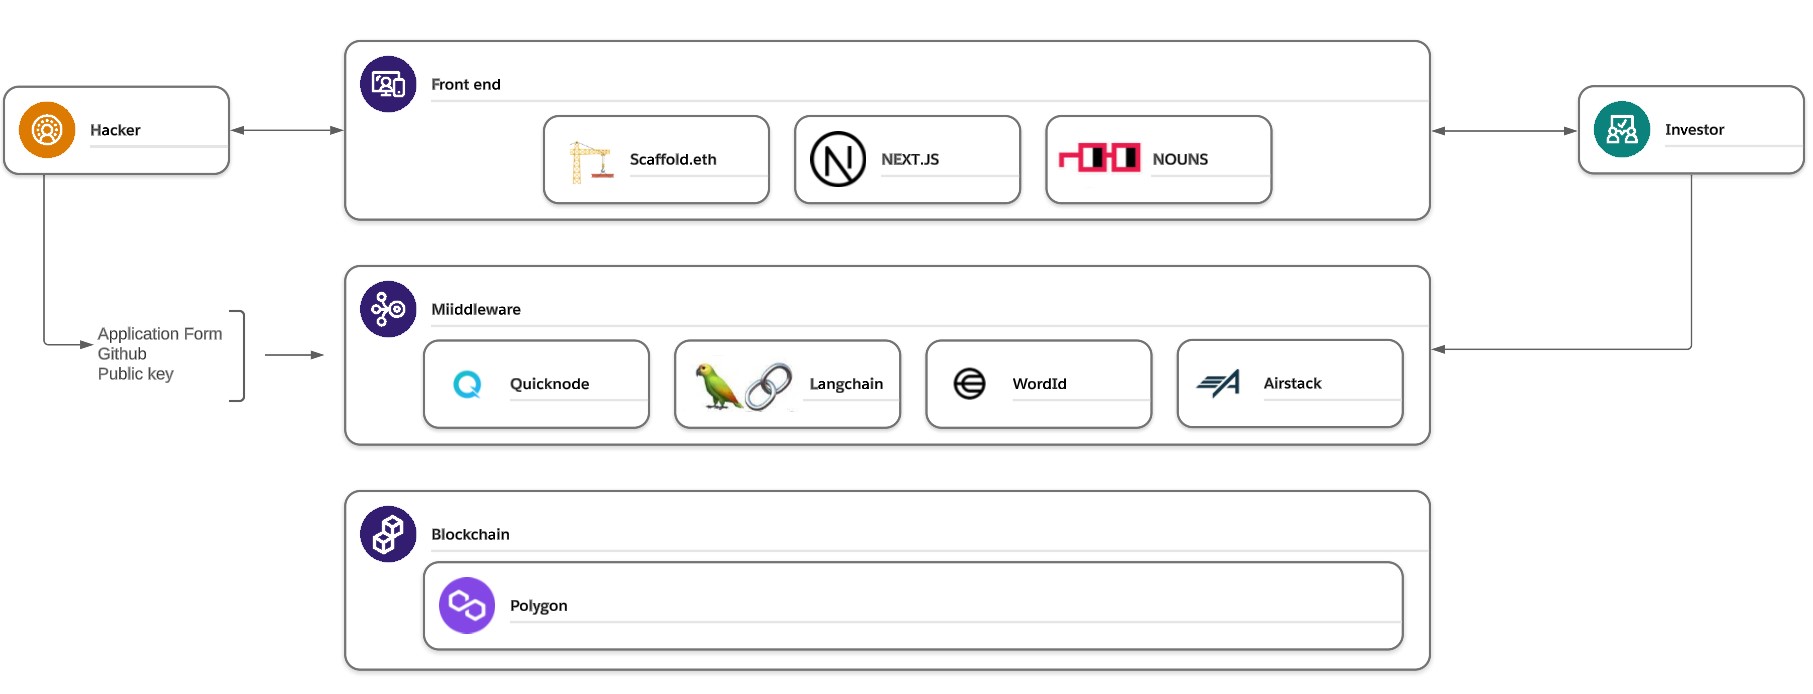 Front end
Hacker
Investor
Scaffold.eth
NEXT.JS
NOUNS
Miiddleware
Application Form
Github
Public key
Quicknode
Langchain
WordId
Airstack
Blockchain
Polygon